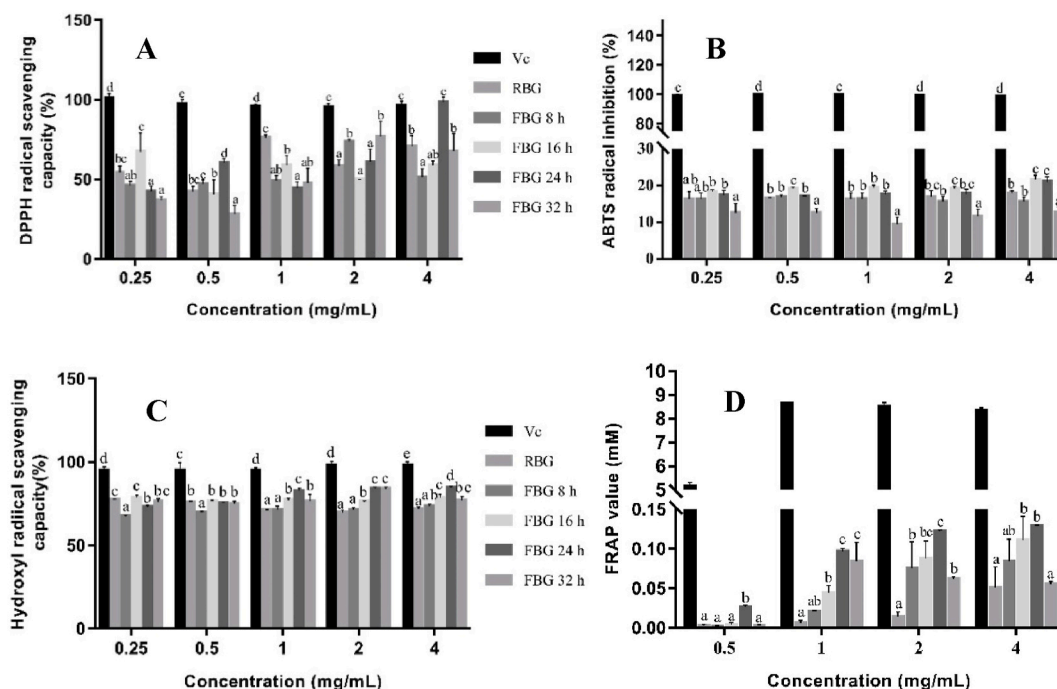 A
DPPH radical scavenging
capacity (%)
150
100
50
0
d
bc
ab
c
a
a
c
b
c
b
d
a
d
c
ab
b
a
ab
c
a
b
a
a
b
c
b
a
ab
c
b
0.25
0.5
1
2
4
Concentration (mg/mL)
Vc
RBG
FBG 8 h
FBG 16 h
FBG 24 h
FBG 32 h
B
ABTS radical inhibition (%)
140
120
100
80
30
20
10
0
c
d
c
d
d
0.25
0.5
1
2
4
Concentration (mg/mL)
C
Hydroxyl radiical scavenging
capacity(%)
150
100
50
0
d
c
a
c
b
bc
c
b
a
b
b
b
d
a
a
b
c
b
d
a
a
b
c
c
e
a
a
b
d
bc
0.25
0.5
1
2
4
Concentration (mg/mL)
Vc
RBG
FBG 8 h
FBG 16 h
FBG 24 h
FBG 32 h
D
FRAP value (mM)
10
9
8
7
6
5
0.15
0.10
0.05
0.00
a
a
a
b
a
a
ab
b
c
c
a
b
bc
c
b
a
ab
b
b
a
0.5
1
2
4
Concentration (mg/mL)